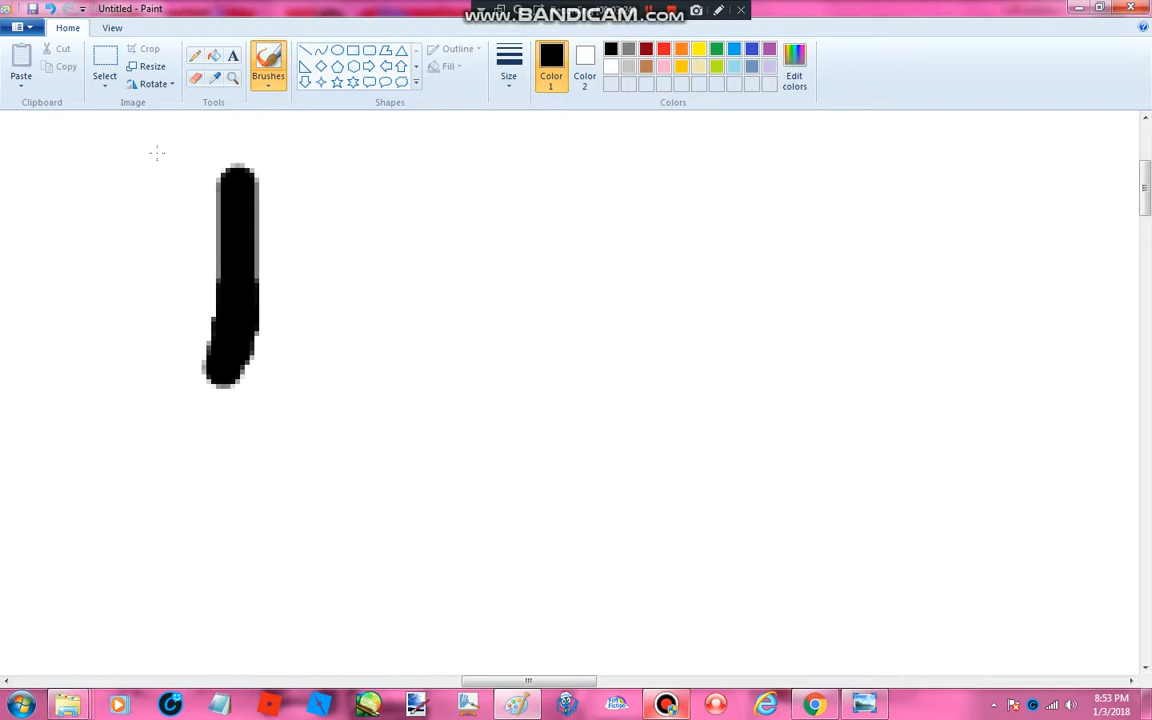 www.BANDICAM.com
Untitled - Paint
Home View
Paste
Cut
Copy
Clipboard
Select
Crop
Resize
Rotate
Image
Tools
Brushes
Shapes
Outline
Fill
Size
Color 1
Color 2
Edit colors
Colors
Fiction
8:53 PM
1/3/2018